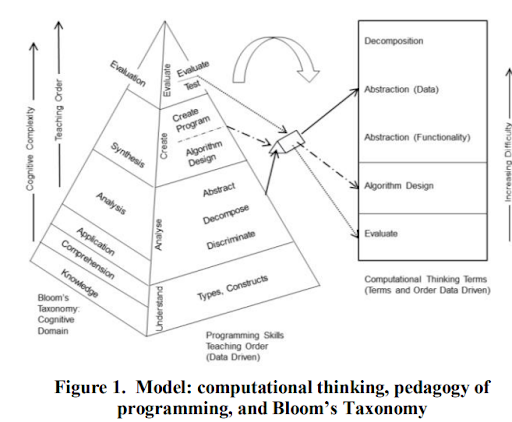 Cognitive Complexity
Teaching Order
Evaluation
Synthesis
Analysis
Application
Comprehension
Knowledge
Bloom's
Taxonomy:
Cognitive
Domain
Evaluate
Create
Analyse
Understand
Evaluate
Test
Create
Program
Algorithm
Design
Abstract
Decompose
Discriminate
Types, Constructs
Programming Skills
Teaching Order
(Data Driven)
Decomposition
Abstraction (Data)
Abstraction (Functionality)
Algorithm Design
Evaluate
Increasing Difficulty
Computational Thinking Terms
(Terms and Order Data Driven)
Figure 1. Model: computational thinking, pedagogy of
programming, and Bloom's Taxonomy